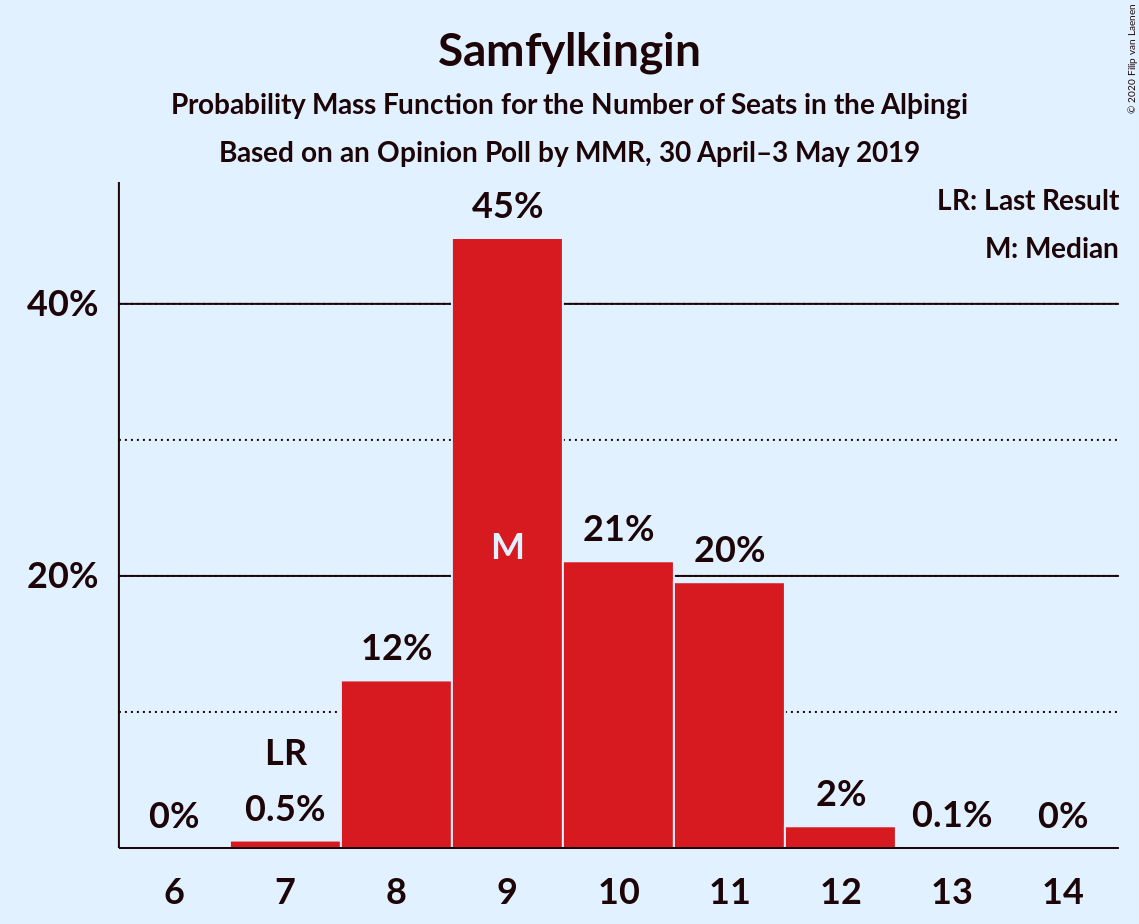 Samfylkingin
Probability Mass Function for the Number of Seats in the Alþingi
Based on an Opinion Poll by MMR, 30 April–3 May 2019
© 2020 Filip van Laenen
LR: Last Result
M: Median
45%
40%
M
21%
20%
20%
12%
LR
0%
0.5%
2%
0.1%
0%
6 7 8 9 10 11 12 13 14